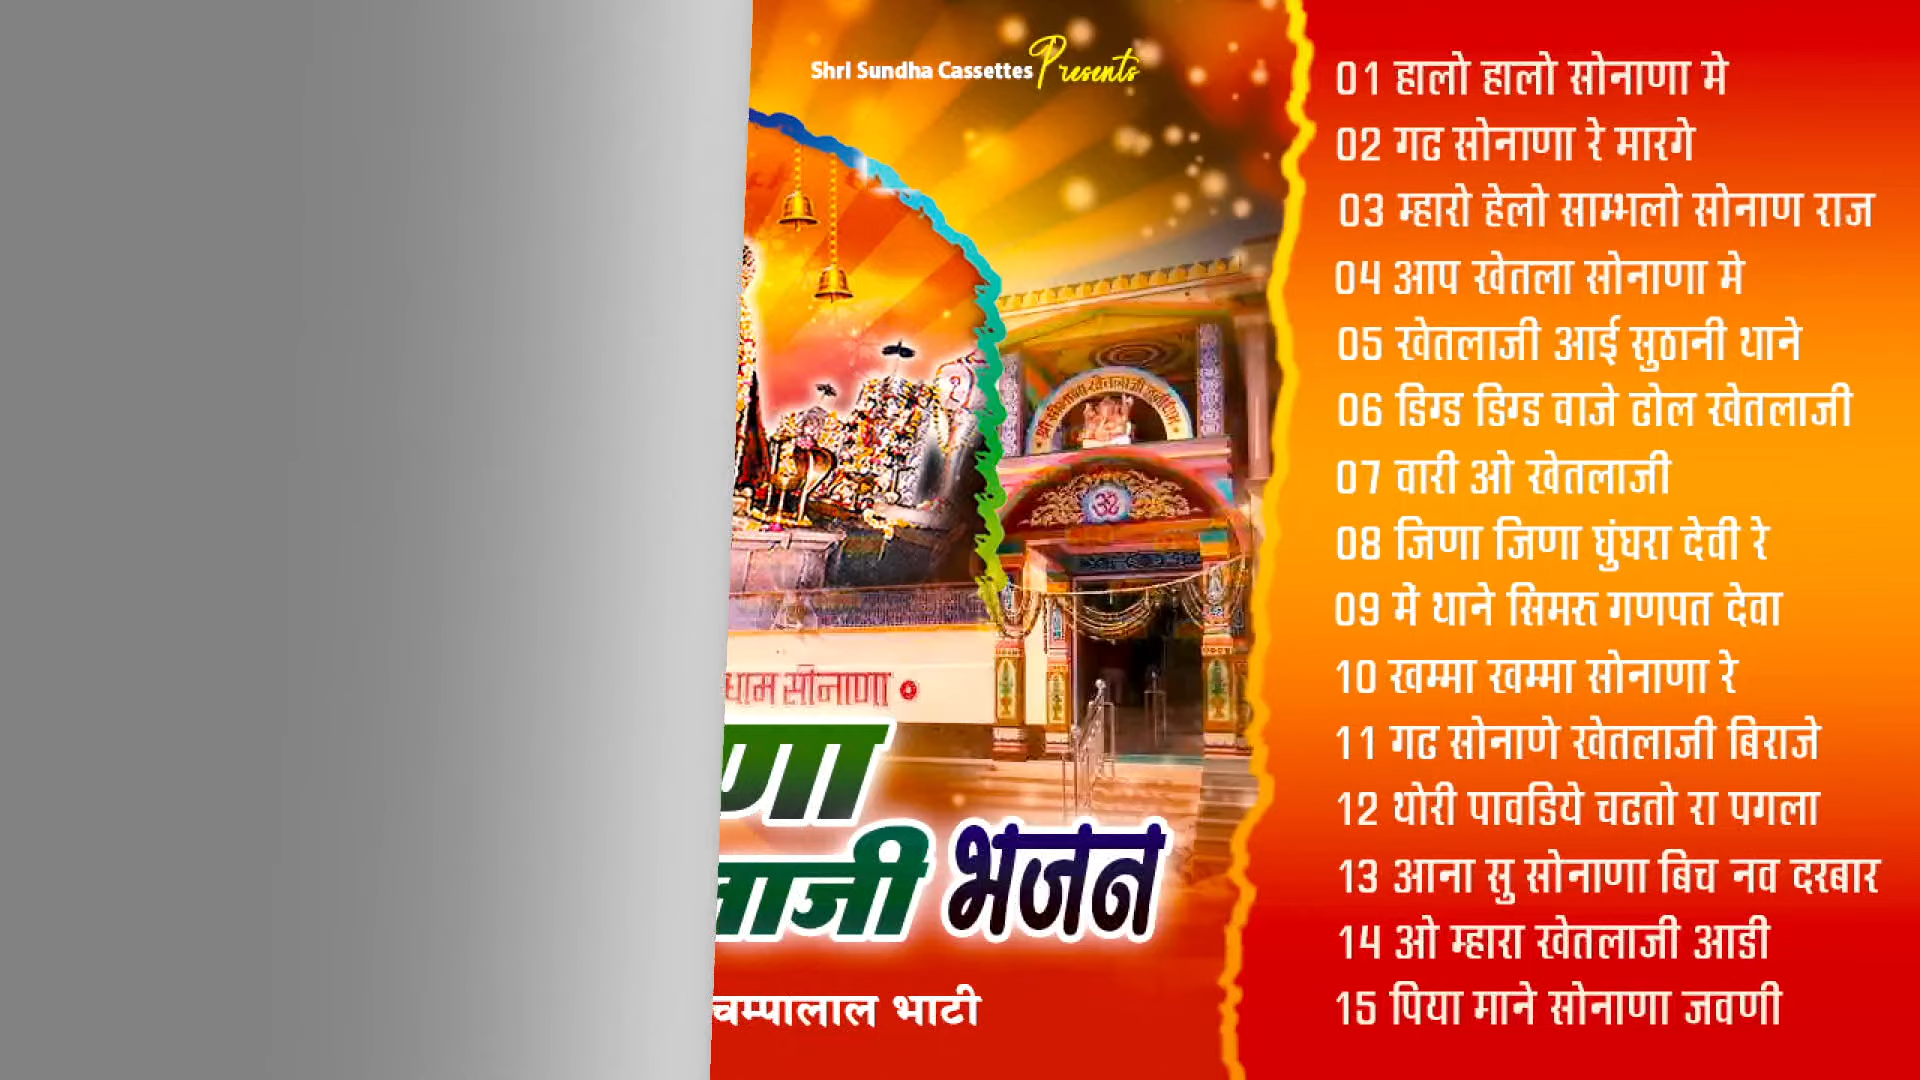 Shri Sundha Cassettes Presents
धाम सोनाणा
णा
जी भजन
चम्पालाल भाटी
01 हालो हालो सोनाणा मे
02 गढ सोनाणा रे मारगे
03 म्हारो हेलो साम्भलो सोनाण राज
04 आप खेतला सोनाणा मे
05 खेतलाजी आई सुठानी थाने
06 डिग्ड डिग्ड वाजे ढोल खेतलाजी
07 वारी ओ खेतलाजी
08 जिणा जिणा घुंघरा देवी रे
09 में थाने सिमरु गणपत देवा
10 खम्मा खम्मा सोनाणा रे
11 गढ सोनाणे खेतलाजी बिराजे
12 थोरी पावडिये चढतो रा पगला
13 आना सु सोनाणा बिच नव दरबार
14 ओ म्हारा खेतलाजी आडी
15 पिया माने सोनाणा जवणी